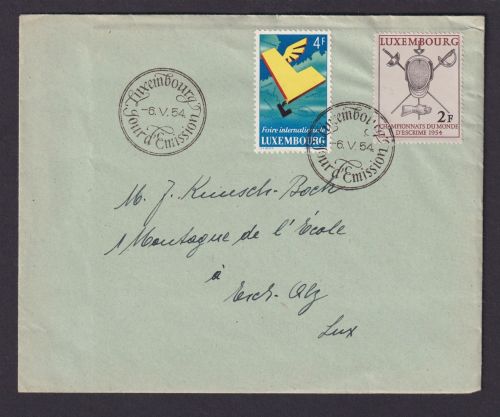 4F
Foire internationale
LUXEMBOURG
LUXEMBOURG
2F
CHAMPIONNATS DU MONDE
D'ESCRIME 1954
Luxembourg
-6.V.54
Jour d'Émission
Luxembourg
-6.V.54
Jour d'Émission
M. J. Kunsch-Boch
1 Montagne de l'École
à
Esch-Alz
Lux